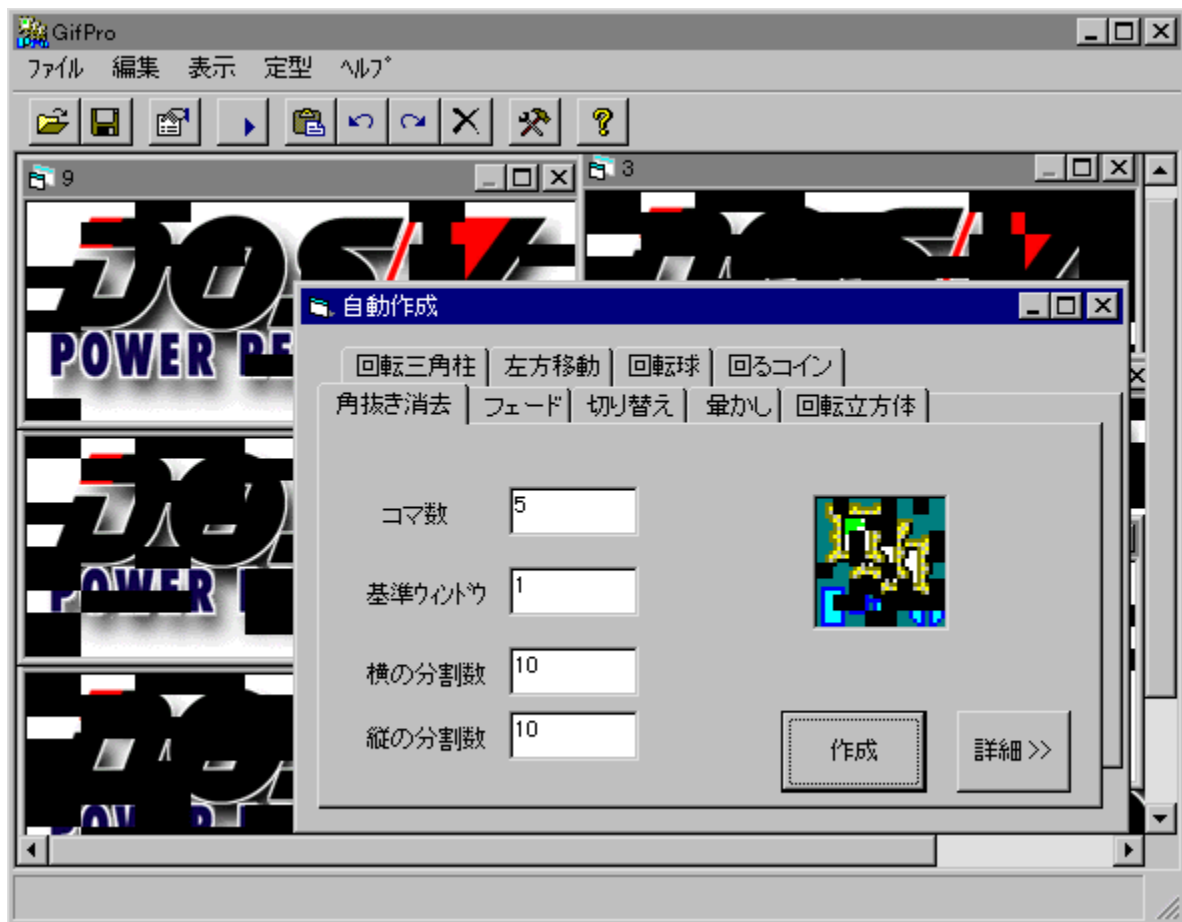 GifPro
ﾌｧｲﾙ 編集 表示 定型 ﾍﾙﾌﾟ
9
3
POWER RE
自動作成
回転三角柱 左方移動 回転球 回るコイン
角抜き消去 フェード 切り替え 暈かし 回転立方体
コマ数 5
基準ｳｨﾝﾄﾞｳ 1
横の分割数 10
縦の分割数 10
作成 詳細>>